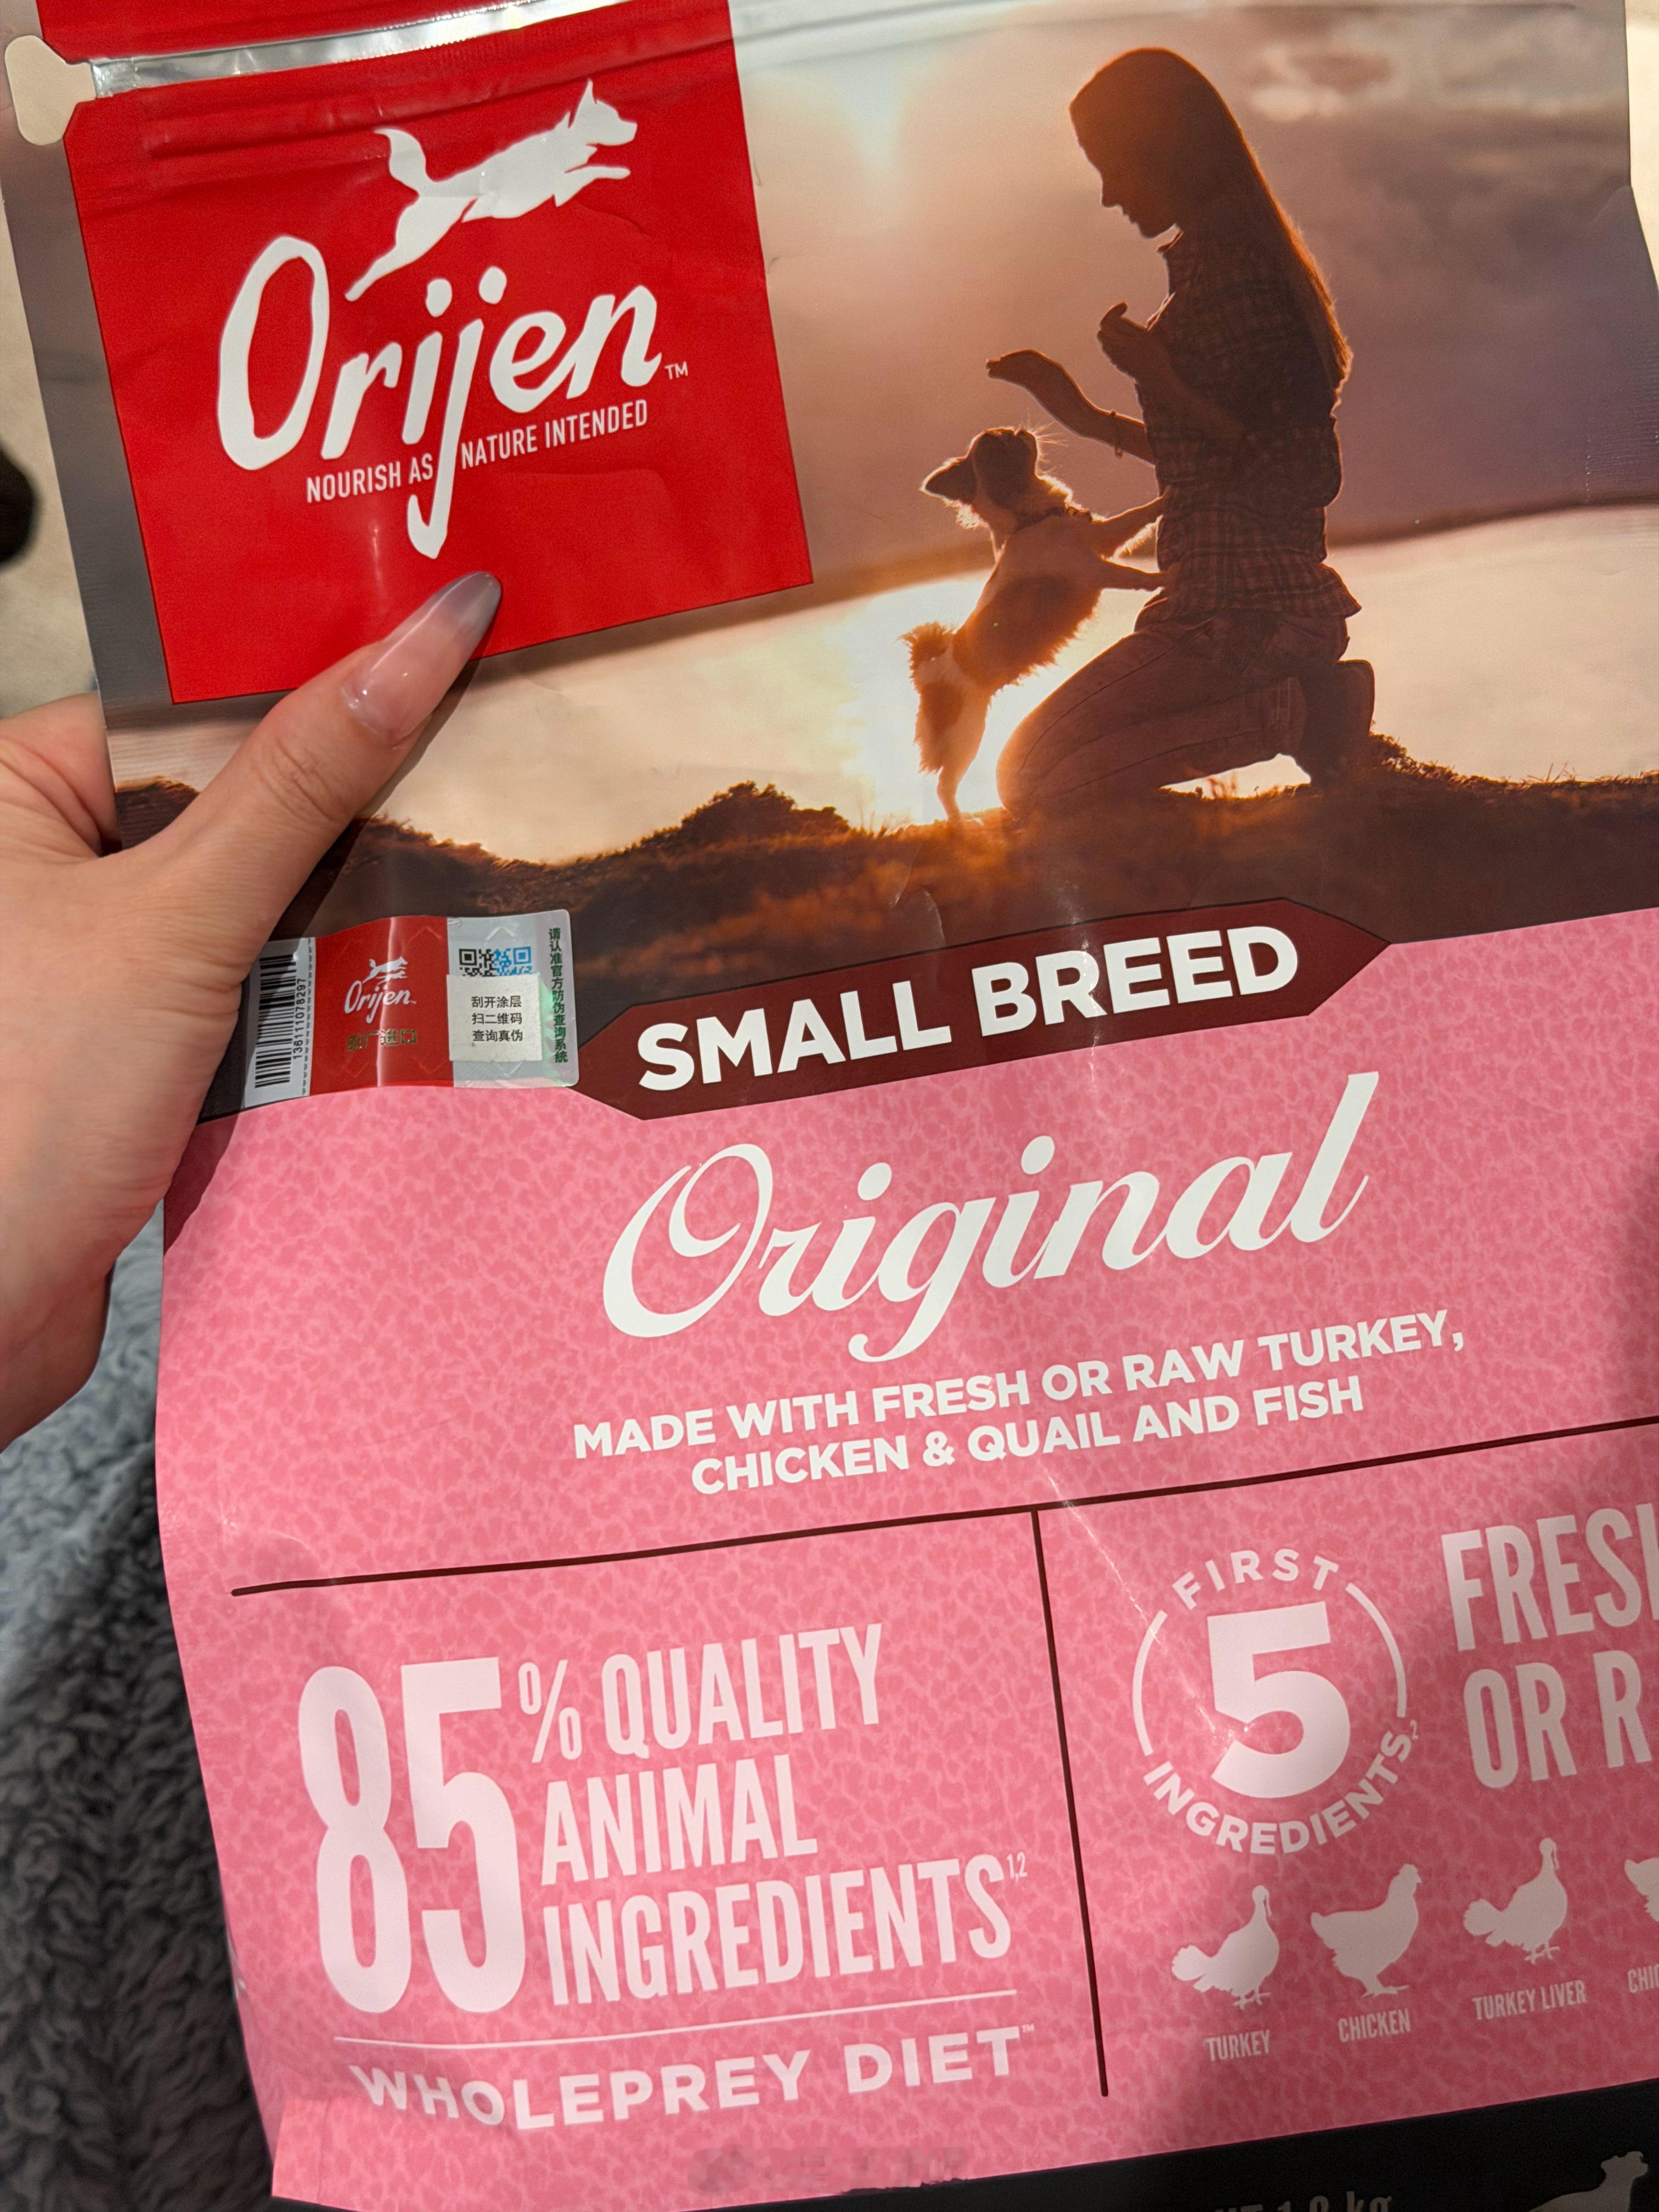 Orijen™
NOURISH AS NATURE INTENDED
136111078297
Orijen
刮开涂层
扫二维码
查询真伪
请认准官方防伪查询系统
SMALL BREED
Original
MADE WITH FRESH OR RAW TURKEY,
CHICKEN & QUAIL AND FISH
85% QUALITY
ANIMAL
INGREDIENTS1,2
WHOLEPREY DIET™
FIRST
5
INGREDIENTS2
OR R
TURKEY
CHICKEN
TURKEY LIVER